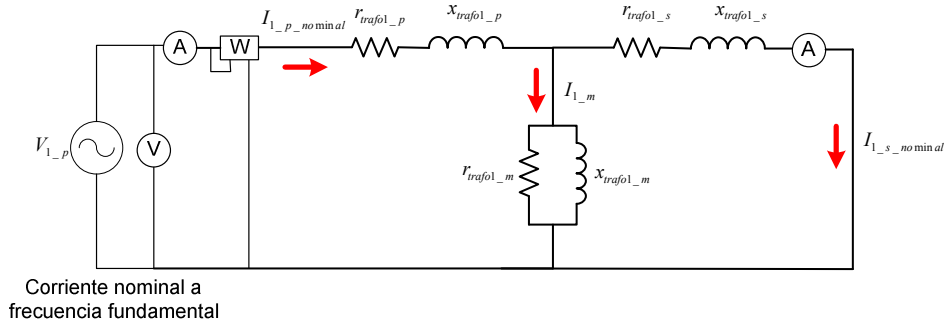 I1_p_nominal
rtrafo1_p
xtrafo1_p
rtrafo1_s
xtrafo1_s
A
W
A
I1_m
V1_p
V
rtrafo1_m
xtrafo1_m
I1_s_nominal
Corriente nominal a
frecuencia fundamental